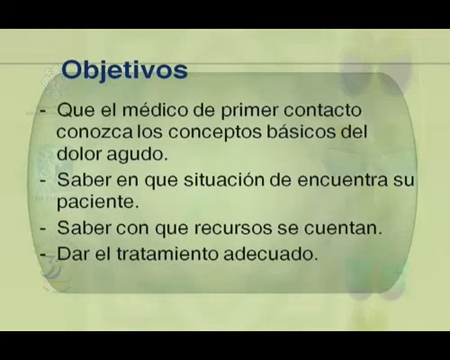 Objetivos
- Que el médico de primer contacto
conozca los conceptos básicos del
dolor agudo.
- Saber en que situación de encuentra su
paciente.
- Saber con que recursos se cuentan.
- Dar el tratamiento adecuado.